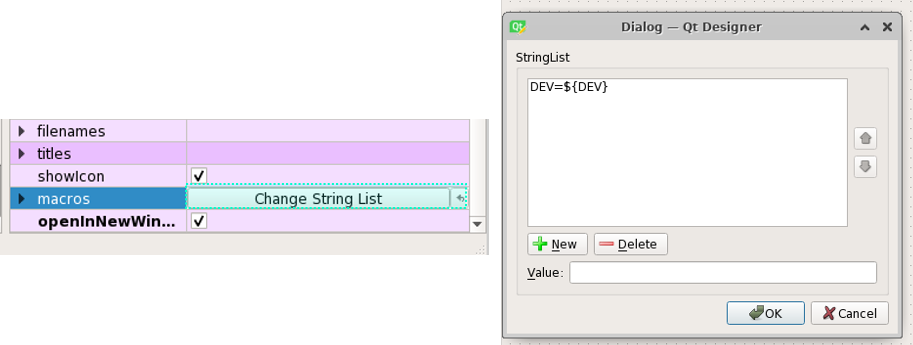 filenames
titles
showIcon
macros
Change String List
openInNewWin...
Dialog — Qt Designer
StringList
DEV=${DEV}
New
Delete
Value:
OK
Cancel